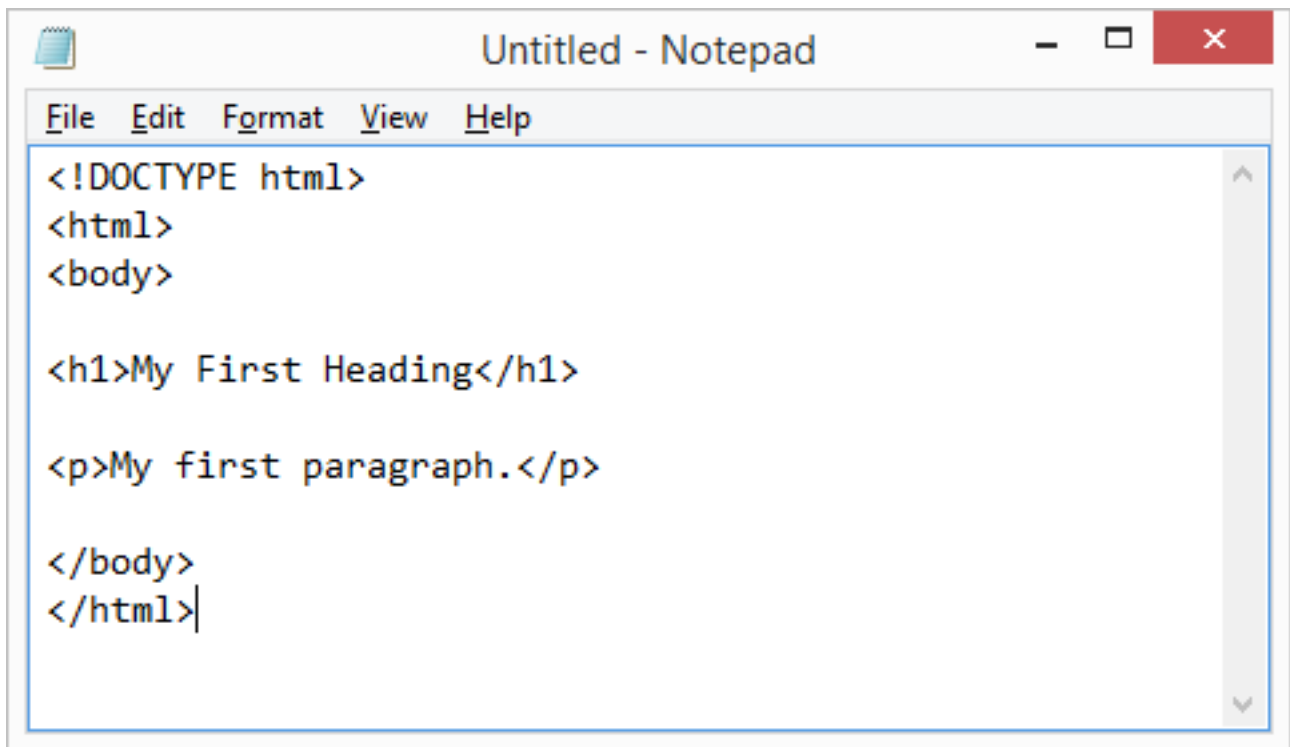 Untitled - Notepad
File Edit Format View Help
<!DOCTYPE html>
<html>
<body>
<h1>My First Heading</h1>
<p>My first paragraph.</p>
</body>
</html>